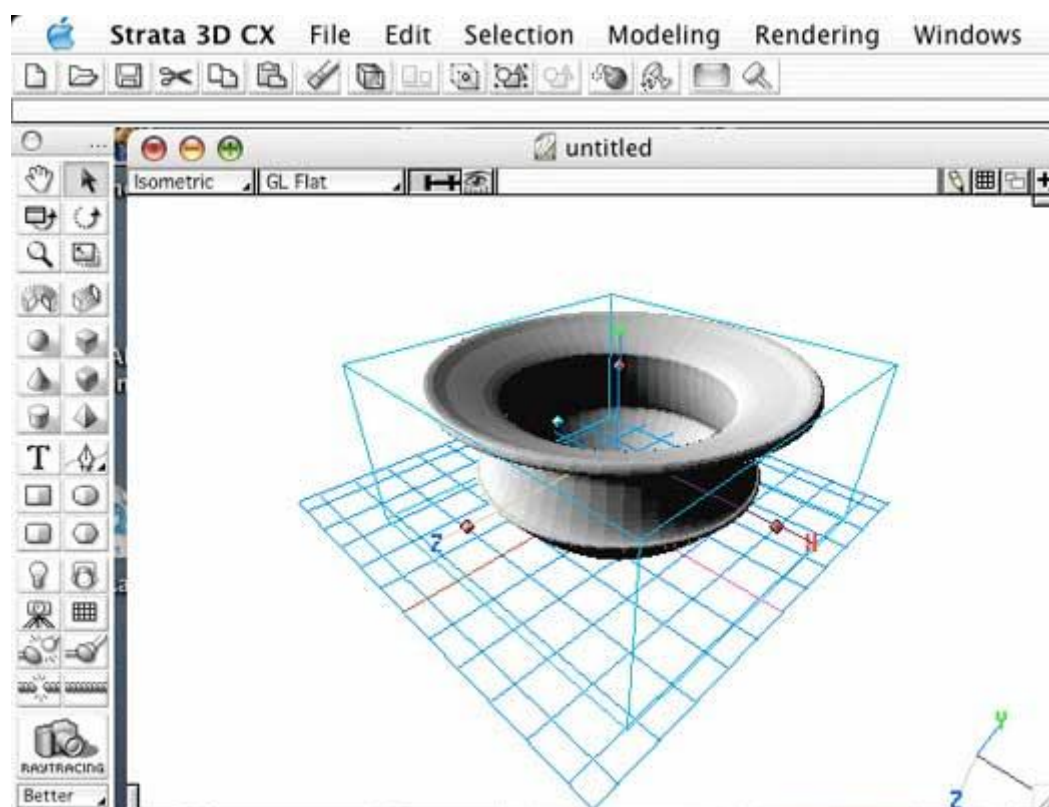 Strata 3D CX File Edit Selection Modeling Rendering Windows
untitled
Isometric GL Flat
T
Y
Z
Y
Z
RAYTRACING
Better